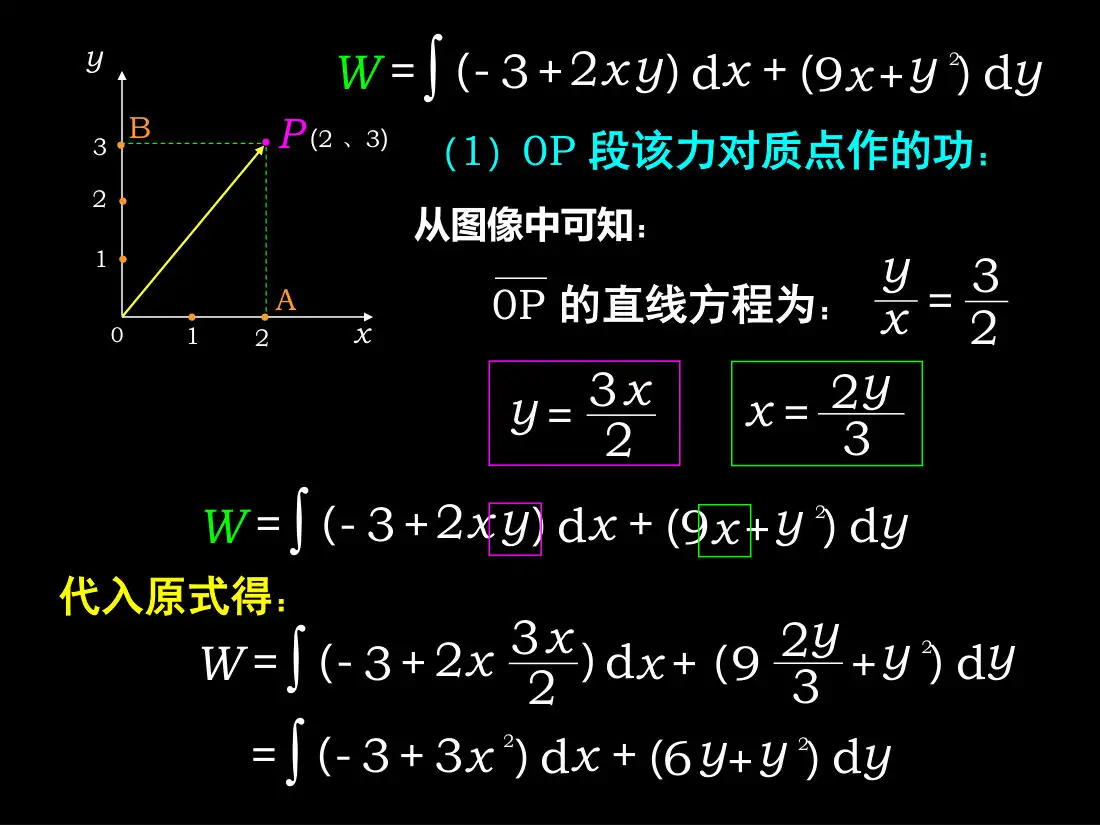 W = ∫ (- 3 + 2xy) dx + (9x + y²) dy
y
B
3
P (2 、3)
2
1
A
0
1
2
x
(1) OP 段该力对质点作的功:
从图像中可知:
O̅P̅ 的直线方程为: y/x = 3/2
y = 3x/2
x = 2y/3
W = ∫ (- 3 + 2xy) dx + (9x + y²) dy
代入原式得:
W = ∫ (- 3 + 2x 3x/2) dx + (9 2y/3 + y²) dy
= ∫ (- 3 + 3x²) dx + (6y + y²) dy